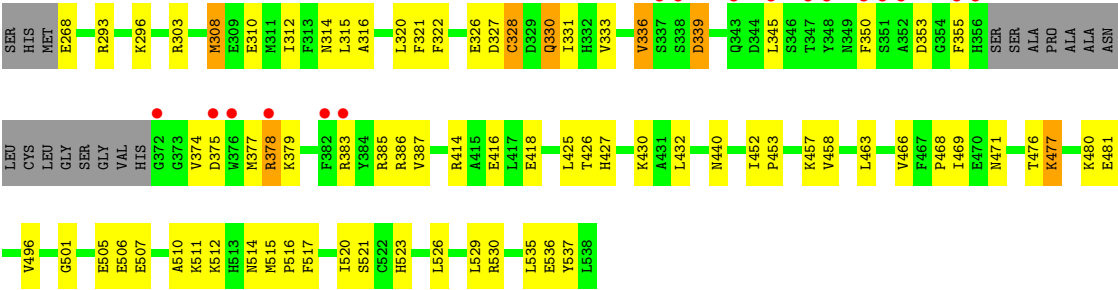 SER HIS MET E268 R293 K296 R303 M308 E309 E310 M311 I312 F313 N314 L315 A316 L320 F321 F322 E326 D327 C328 D329 Q330 I331 H332 V333 V336 S337 S338 D339 Q343 D344 L345 S346 T347 Y348 N349 F350 S351 A352 D353 G354 F355 H356 SER SER ALA PRO ALA ALA ASN
LEU CYS LEU GLY SER GLY VAL HIS G372 G373 V374 D375 W376 M377 R378 K379 F382 R383 Y384 R385 R386 V387 R414 A415 E416 L417 E418 L425 T426 H427 K430 A431 L432 N440 I452 P453 K457 V458 L463 V466 F467 P468 I469 E470 N471 T476 K477 K480 E481
V496 G501 E505 E506 E507 A510 K511 K512 H513 N514 M515 P516 F517 I520 S521 C522 H523 L526 L529 R530 L535 E536 Y537 L538